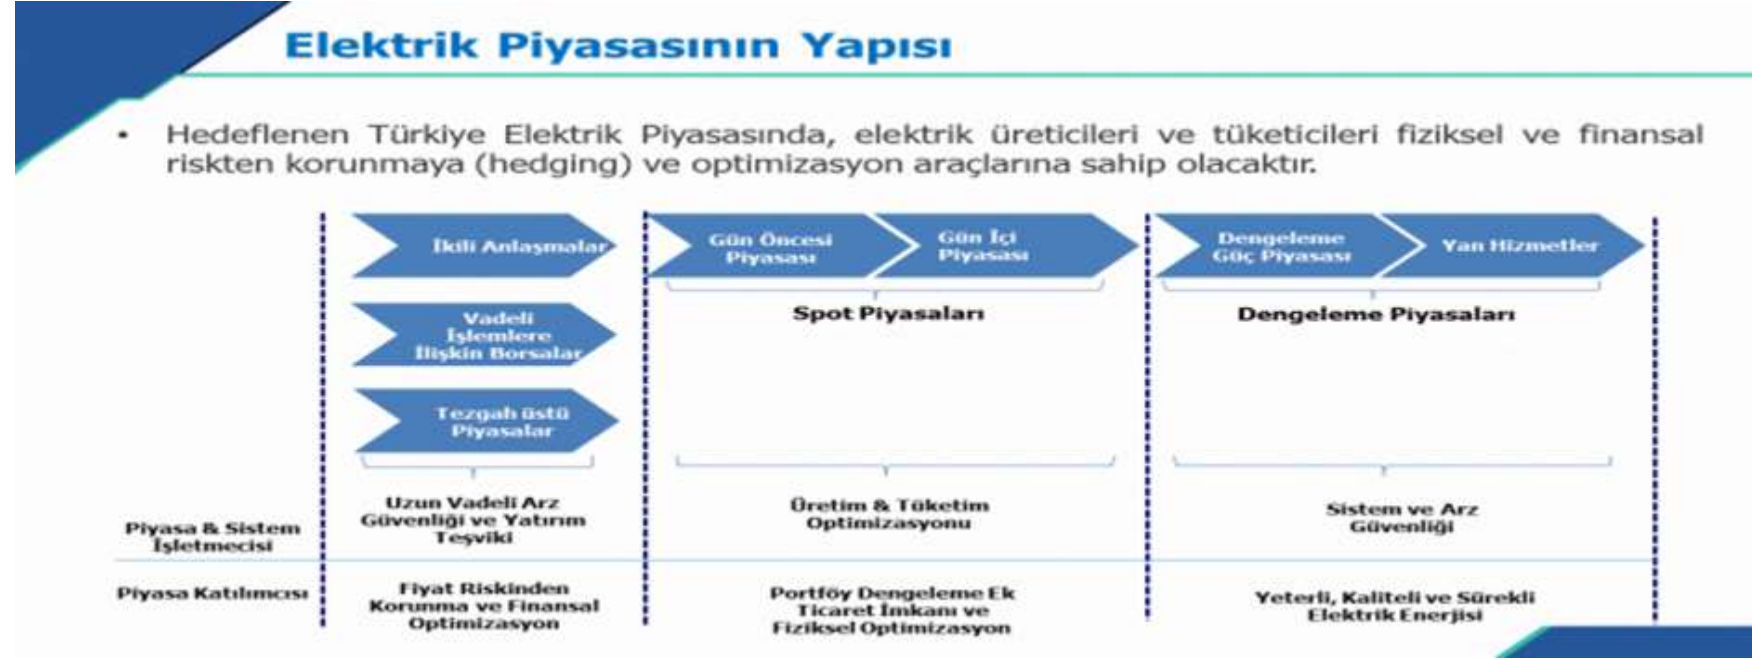 Elektrik Piyasasının Yapısı
• Hedeflenen Türkiye Elektrik Piyasasında, elektrik üreticileri ve tüketicileri fiziksel ve finansal
riskten korunmaya (hedging) ve optimizasyon araçlarına sahip olacaktır.
İkili Anlaşmalar
Vadeli
İşlemlere
İlişkin Borsalar
Tezgah üstü
Piyasalar
Gün Öncesi
Piyasası
Gün İçi
Piyasası
Spot Piyasaları
Dengeleme
Güç Piyasası
Yan Hizmetler
Dengeleme Piyasaları
Piyasa & Sistem
İşletmecisi
Uzun Vadeli Arz
Güvenliği ve Yatırım
Teşviki
Üretim & Tüketim
Optimizasyonu
Sistem ve Arz
Güvenliği
Piyasa Katılımcısı
Fiyat Riskinden
Korunma ve Finansal
Optimizasyon
Portföy Dengeleme Ek
Ticaret İmkanı ve
Fiziksel Optimizasyon
Yeterli, Kaliteli ve Sürekli
Elektrik Enerjisi